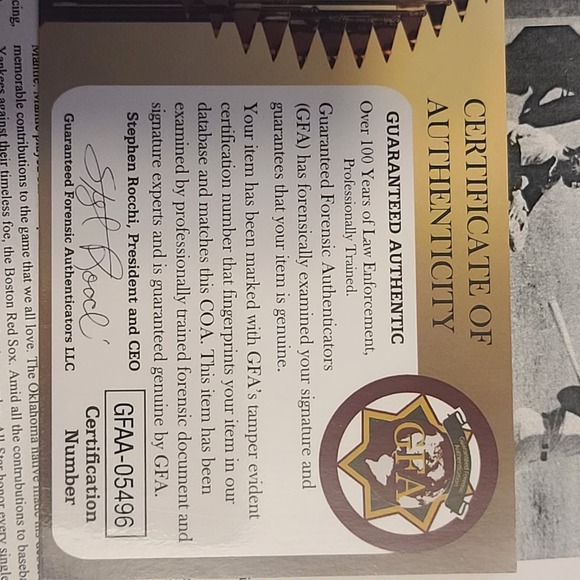 CERTIFICATE OF
AUTHENTICITY
GUARANTEED AUTHENTIC
Over 100 Years of Law Enforcement,
Professionally Trained.
Guaranteed Forensic Authenticators
(GFA) has forensically examined your signature and
guarantees that your item is genuine.
Your item has been marked with GFA's tamper evident
certification number that fingerprints your item in our
database and matches this COA. This item has been
examined by professionally trained forensic document and
signature experts and is guaranteed genuine by GFA.
Stephen Rocchi, President and CEO
Guaranteed Forensic Authenticators LLC
GFAA-05496
Certification
Number
GFA
memorable contributions to the game that we all love. The Oklahoma native made his
Yankees against their timeless foe, the Boston Red Sox. Amid all the contributions to